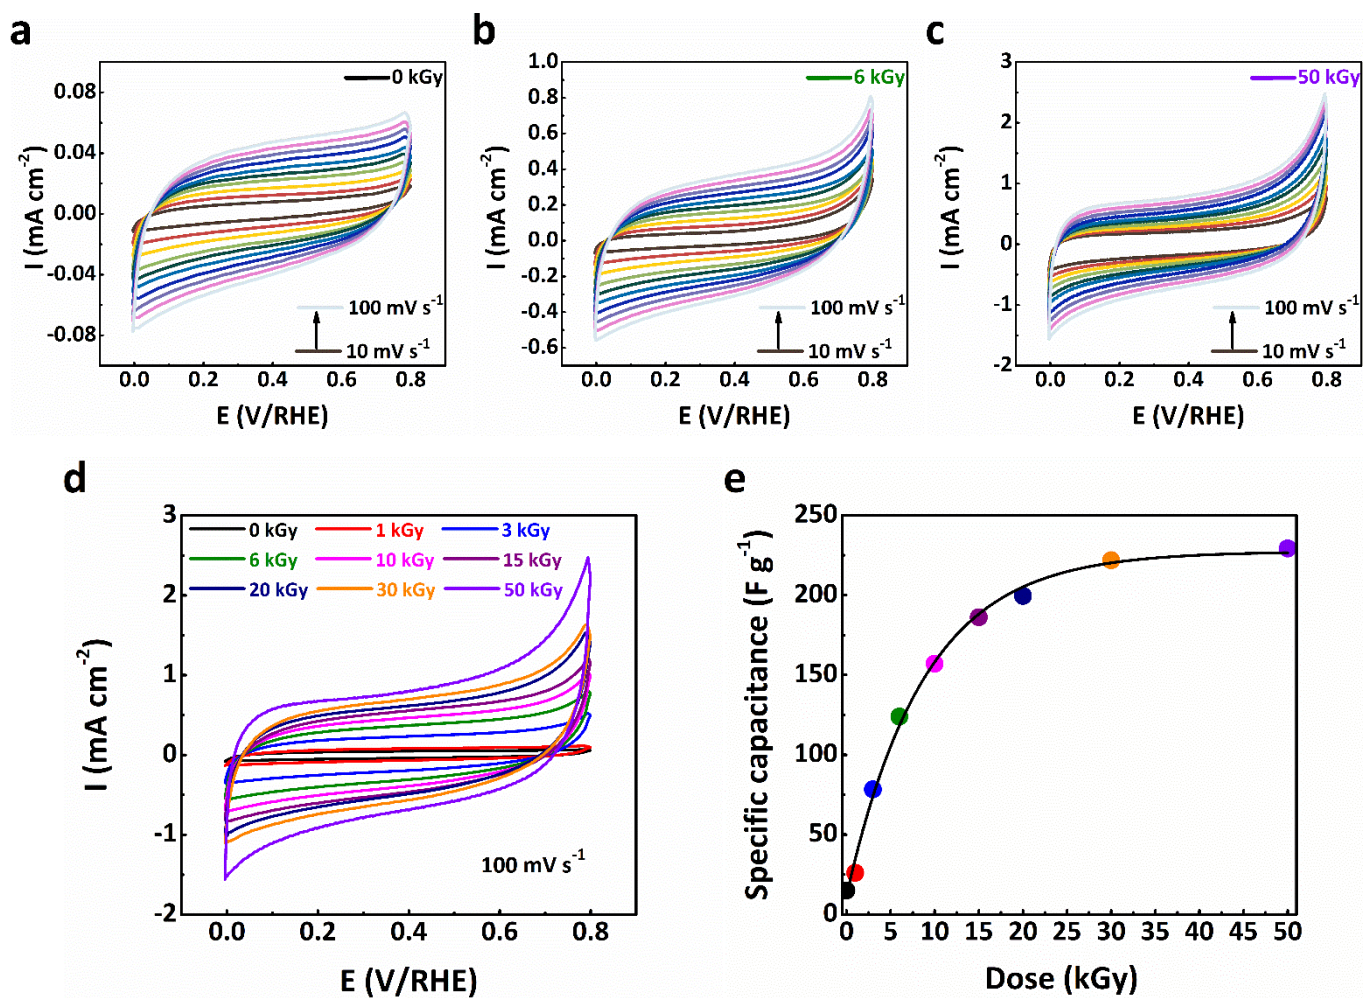 a
0 kGy
0.08
0.04
0.00
-0.04
-0.08
I (mA cm⁻²)
100 mV s⁻¹
10 mV s⁻¹
0.0 0.2 0.4 0.6 0.8
E (V/RHE)
b
6 kGy
1.0
0.8
0.6
0.4
0.2
0.0
-0.2
-0.4
-0.6
I (mA cm⁻²)
100 mV s⁻¹
10 mV s⁻¹
0.0 0.2 0.4 0.6 0.8
E (V/RHE)
c
50 kGy
3
2
1
0
-1
-2
I (mA cm⁻²)
100 mV s⁻¹
10 mV s⁻¹
0.0 0.2 0.4 0.6 0.8
E (V/RHE)
d
0 kGy 1 kGy 3 kGy
6 kGy 10 kGy 15 kGy
20 kGy 30 kGy 50 kGy
3
2
1
0
-1
-2
I (mA cm⁻²)
100 mV s⁻¹
0.0 0.2 0.4 0.6 0.8
E (V/RHE)
e
250
200
150
100
50
0
Specific capacitance (F g⁻¹)
0 5 10 15 20 25 30 35 40 45 50
Dose (kGy)